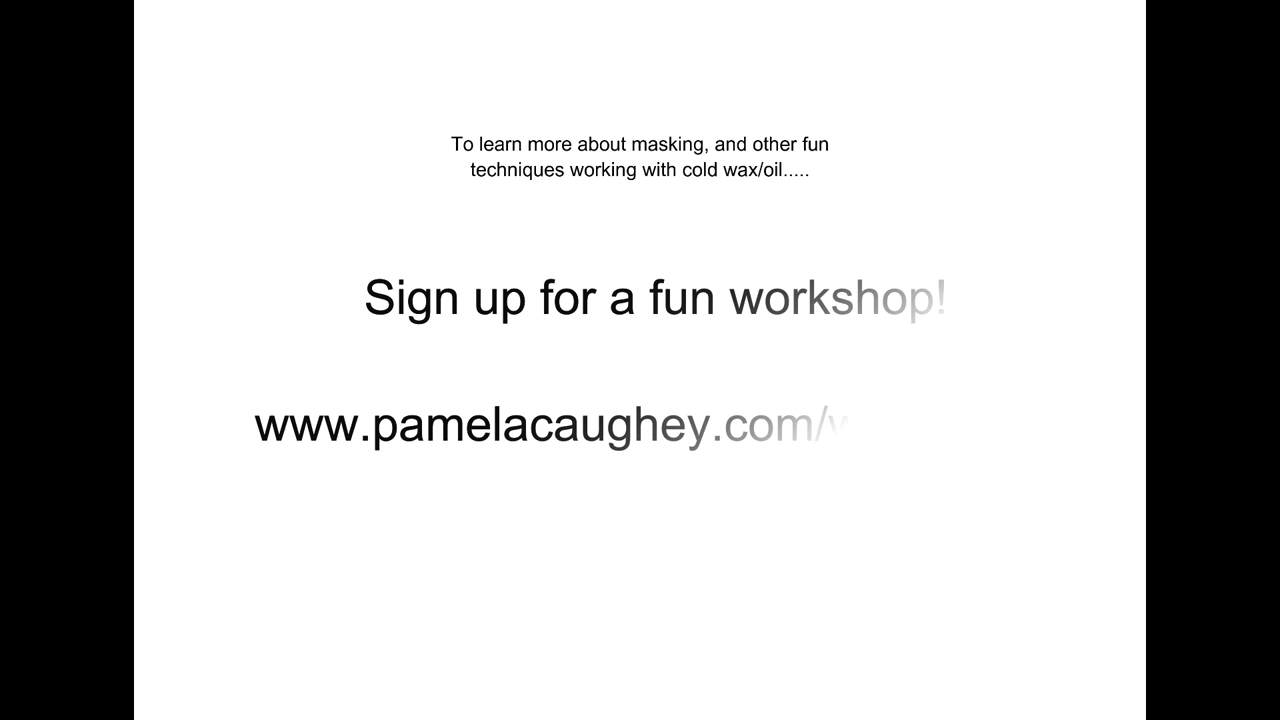 To learn more about masking, and other fun
techniques working with cold wax/oil.....
Sign up for a fun workshop!
www.pamelacaughey.com/w